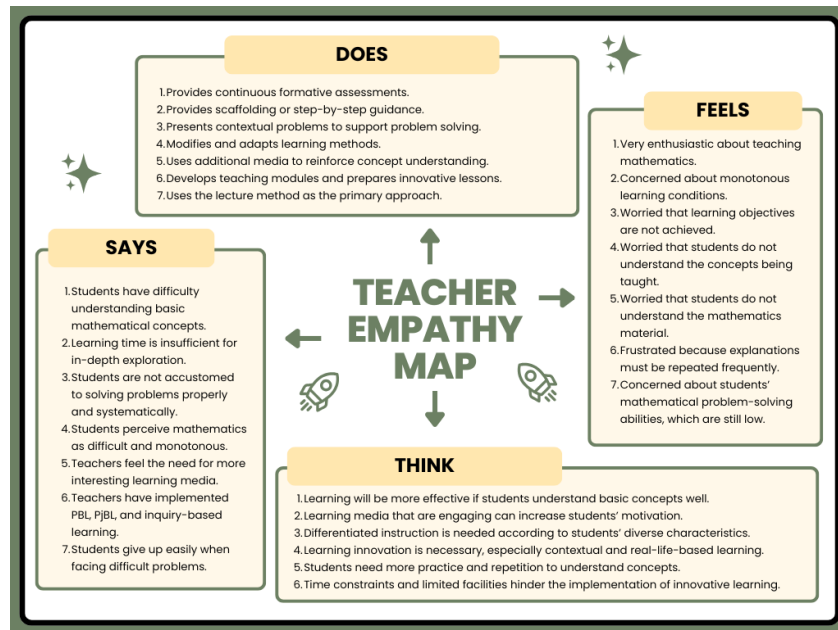 DOES
1.Provides continuous formative assessments.
2.Provides scaffolding or step-by-step guidance.
3.Presents contextual problems to support problem solving.
4.Modifies and adapts learning methods.
5.Uses additional media to reinforce concept understanding.
6.Develops teaching modules and prepares innovative lessons.
7.Uses the lecture method as the primary approach.
FEELS
1.Very enthusiastic about teaching
mathematics.
2.Concerned about monotonous
learning conditions.
3.Worried that learning objectives
are not achieved.
4.Worried that students do not
understand the concepts being
taught.
5.Worried that students do not
understand the mathematics
material.
6.Frustrated because explanations
must be repeated frequently.
7.Concerned about students'
mathematical problem-solving
abilities, which are still low.
SAYS
1.Students have difficulty
understanding basic
mathematical concepts.
2.Learning time is insufficient for
in-depth exploration.
3.Students are not accustomed
to solving problems properly
and systematically.
4.Students perceive mathematics
as difficult and monotonous.
5.Teachers feel the need for more
interesting learning media.
6.Teachers have implemented
PBL, PjBL, and inquiry-based
learning.
7.Students give up easily when
facing difficult problems.
TEACHER
EMPATHY
MAP
THINK
1.Learning will be more effective if students understand basic concepts well.
2.Learning media that are engaging can increase students' motivation.
3.Differentiated instruction is needed according to students' diverse characteristics.
4.Learning innovation is necessary, especially contextual and real-life-based learning.
5.Students need more practice and repetition to understand concepts.
6.Time constraints and limited facilities hinder the implementation of innovative learning.